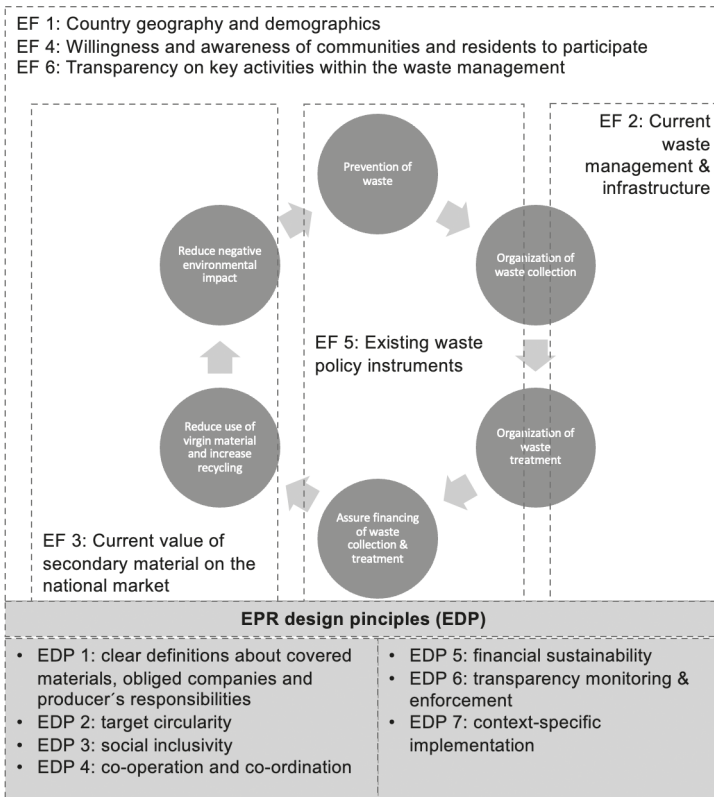 EF 1: Country geography and demographics
EF 4: Willingness and awareness of communities and residents to participate
EF 6: Transparency on key activities within the waste management
EF 2: Current
waste
management &
infrastructure
Prevention of
waste
Organization of
waste collection
Organization of
waste
treatment
Assure financing
of waste
collection &
treatment
Reduce use of
virgin material
and increase
recycling
Reduce negative
environmental
impact
EF 5: Existing waste
policy instruments
EF 3: Current value of
secondary material on the
national market
EPR design pinciples (EDP)
• EDP 1: clear definitions about covered
materials, obliged companies and
producer´s responsibilities
• EDP 2: target circularity
• EDP 3: social inclusivity
• EDP 4: co-operation and co-ordination
• EDP 5: financial sustainability
• EDP 6: transparency monitoring &
enforcement
• EDP 7: context-specific
implementation